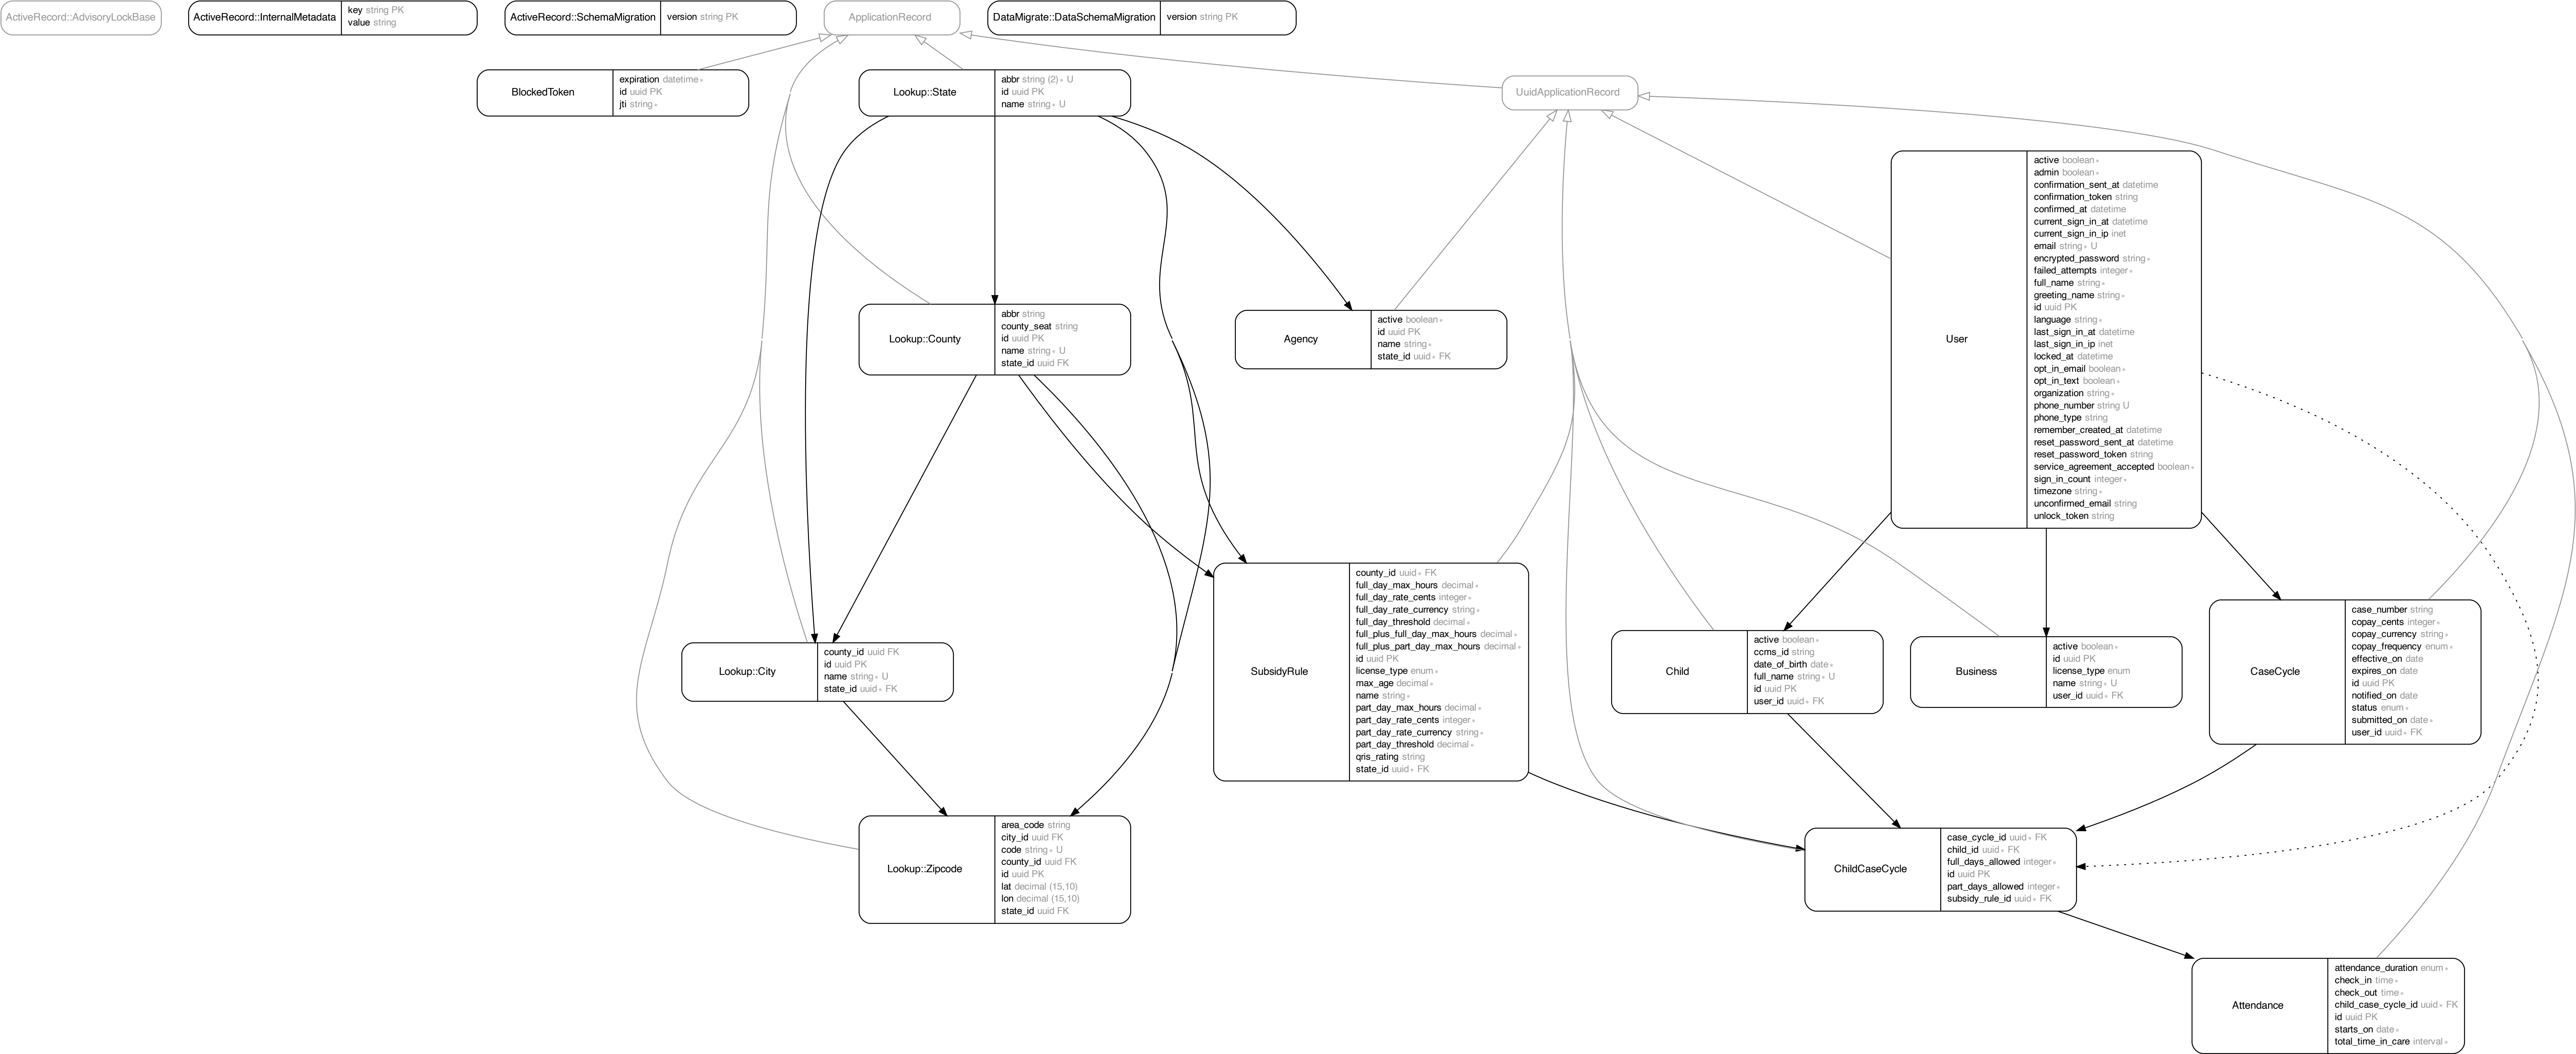 ActiveRecord::AdvisoryLockBase
ActiveRecord::InternalMetadata
key string PK
value string
ActiveRecord::SchemaMigration
version string PK
ApplicationRecord
DataMigrate::DataSchemaMigration
version string PK
BlockedToken
expiration datetime ∗
id uuid PK
jti string ∗
Lookup::State
abbr string (2) ∗ U
id uuid PK
name string ∗ U
UuidApplicationRecord
User
active boolean ∗
admin boolean ∗
confirmation_sent_at datetime
confirmation_token string
confirmed_at datetime
current_sign_in_at datetime
current_sign_in_ip inet
email string ∗ U
encrypted_password string ∗
failed_attempts integer ∗
full_name string ∗
greeting_name string ∗
id uuid PK
language string ∗
last_sign_in_at datetime
last_sign_in_ip inet
locked_at datetime
opt_in_email boolean ∗
opt_in_text boolean ∗
organization string ∗
phone_number string U
phone_type string
remember_created_at datetime
reset_password_sent_at datetime
reset_password_token string
service_agreement_accepted boolean ∗
sign_in_count integer ∗
timezone string ∗
unconfirmed_email string
unlock_token string
Lookup::County
abbr string
county_seat string
id uuid PK
name string ∗ U
state_id uuid FK
Agency
active boolean ∗
id uuid PK
name string ∗
state_id uuid ∗ FK
Lookup::City
county_id uuid FK
id uuid PK
name string ∗ U
state_id uuid ∗ FK
SubsidyRule
county_id uuid ∗ FK
full_day_max_hours decimal ∗
full_day_rate_cents integer ∗
full_day_rate_currency string ∗
full_day_threshold decimal ∗
full_plus_full_day_max_hours decimal ∗
full_plus_part_day_max_hours decimal ∗
id uuid PK
license_type enum ∗
max_age decimal ∗
name string ∗
part_day_max_hours decimal ∗
part_day_rate_cents integer ∗
part_day_rate_currency string ∗
part_day_threshold decimal ∗
qris_rating string
state_id uuid ∗ FK
Child
active boolean ∗
ccms_id string
date_of_birth date ∗
full_name string ∗ U
id uuid PK
user_id uuid ∗ FK
Business
active boolean ∗
id uuid PK
license_type enum
name string ∗ U
user_id uuid ∗ FK
CaseCycle
case_number string
copay_cents integer ∗
copay_currency string ∗
copay_frequency enum ∗
effective_on date
expires_on date
id uuid PK
notified_on date
status enum ∗
submitted_on date ∗
user_id uuid ∗ FK
Lookup::Zipcode
area_code string
city_id uuid FK
code string ∗ U
county_id uuid FK
id uuid PK
lat decimal (15,10)
lon decimal (15,10)
state_id uuid FK
ChildCaseCycle
case_cycle_id uuid ∗ FK
child_id uuid ∗ FK
full_days_allowed integer ∗
id uuid PK
part_days_allowed integer ∗
subsidy_rule_id uuid ∗ FK
Attendance
attendance_duration enum ∗
check_in time ∗
check_out time ∗
child_case_cycle_id uuid ∗ FK
id uuid PK
starts_on date ∗
total_time_in_care interval ∗